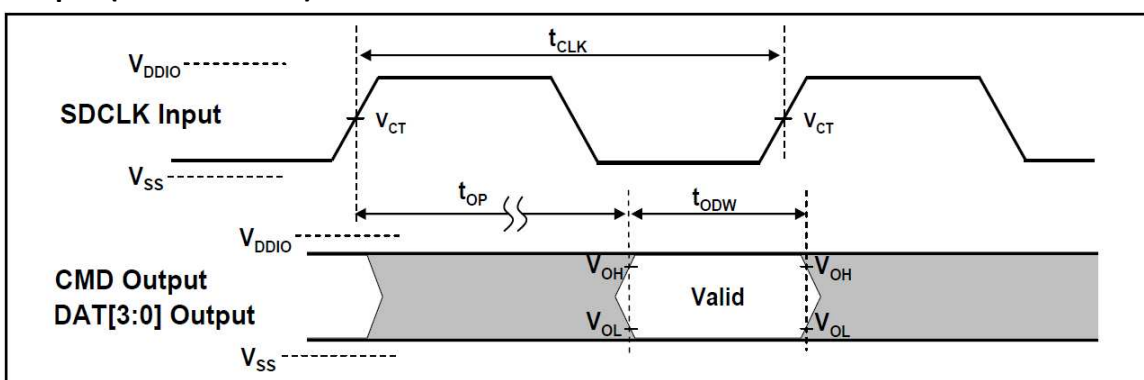 tCLK
VDDIO
SDCLK Input
VCT
VCT
VSS
tOP
tODW
VDDIO
CMD Output
DAT[3:0] Output
VOH
VOH
Valid
VOL
VOL
VSS